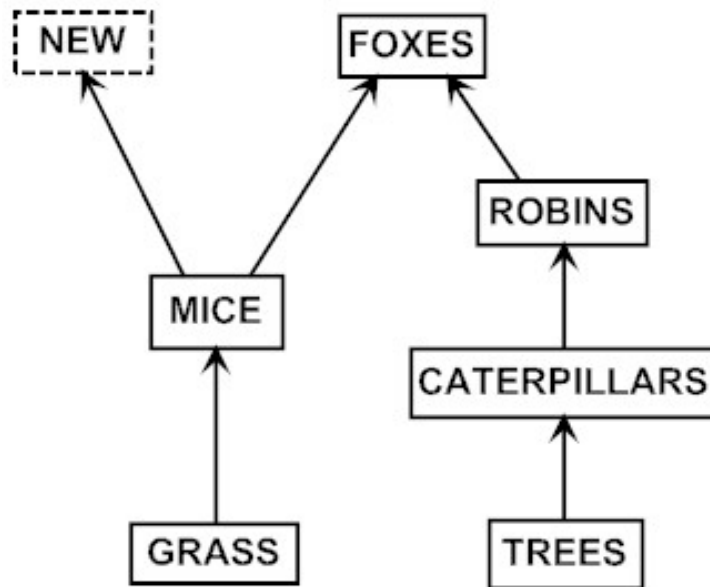 NEW
FOXES
ROBINS
MICE
CATERPILLARS
GRASS
TREES